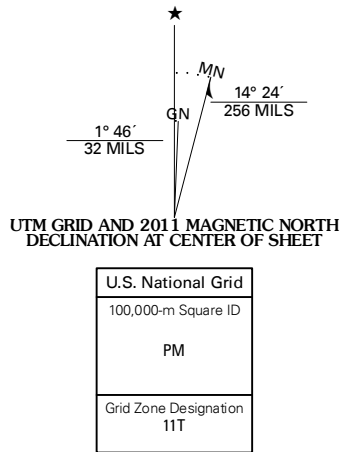 ★
MN
GN
14° 24´
256 MILS
1° 46´
32 MILS
UTM GRID AND 2011 MAGNETIC NORTH
DECLINATION AT CENTER OF SHEET
U.S. National Grid
100,000-m Square ID
PM
Grid Zone Designation
11T